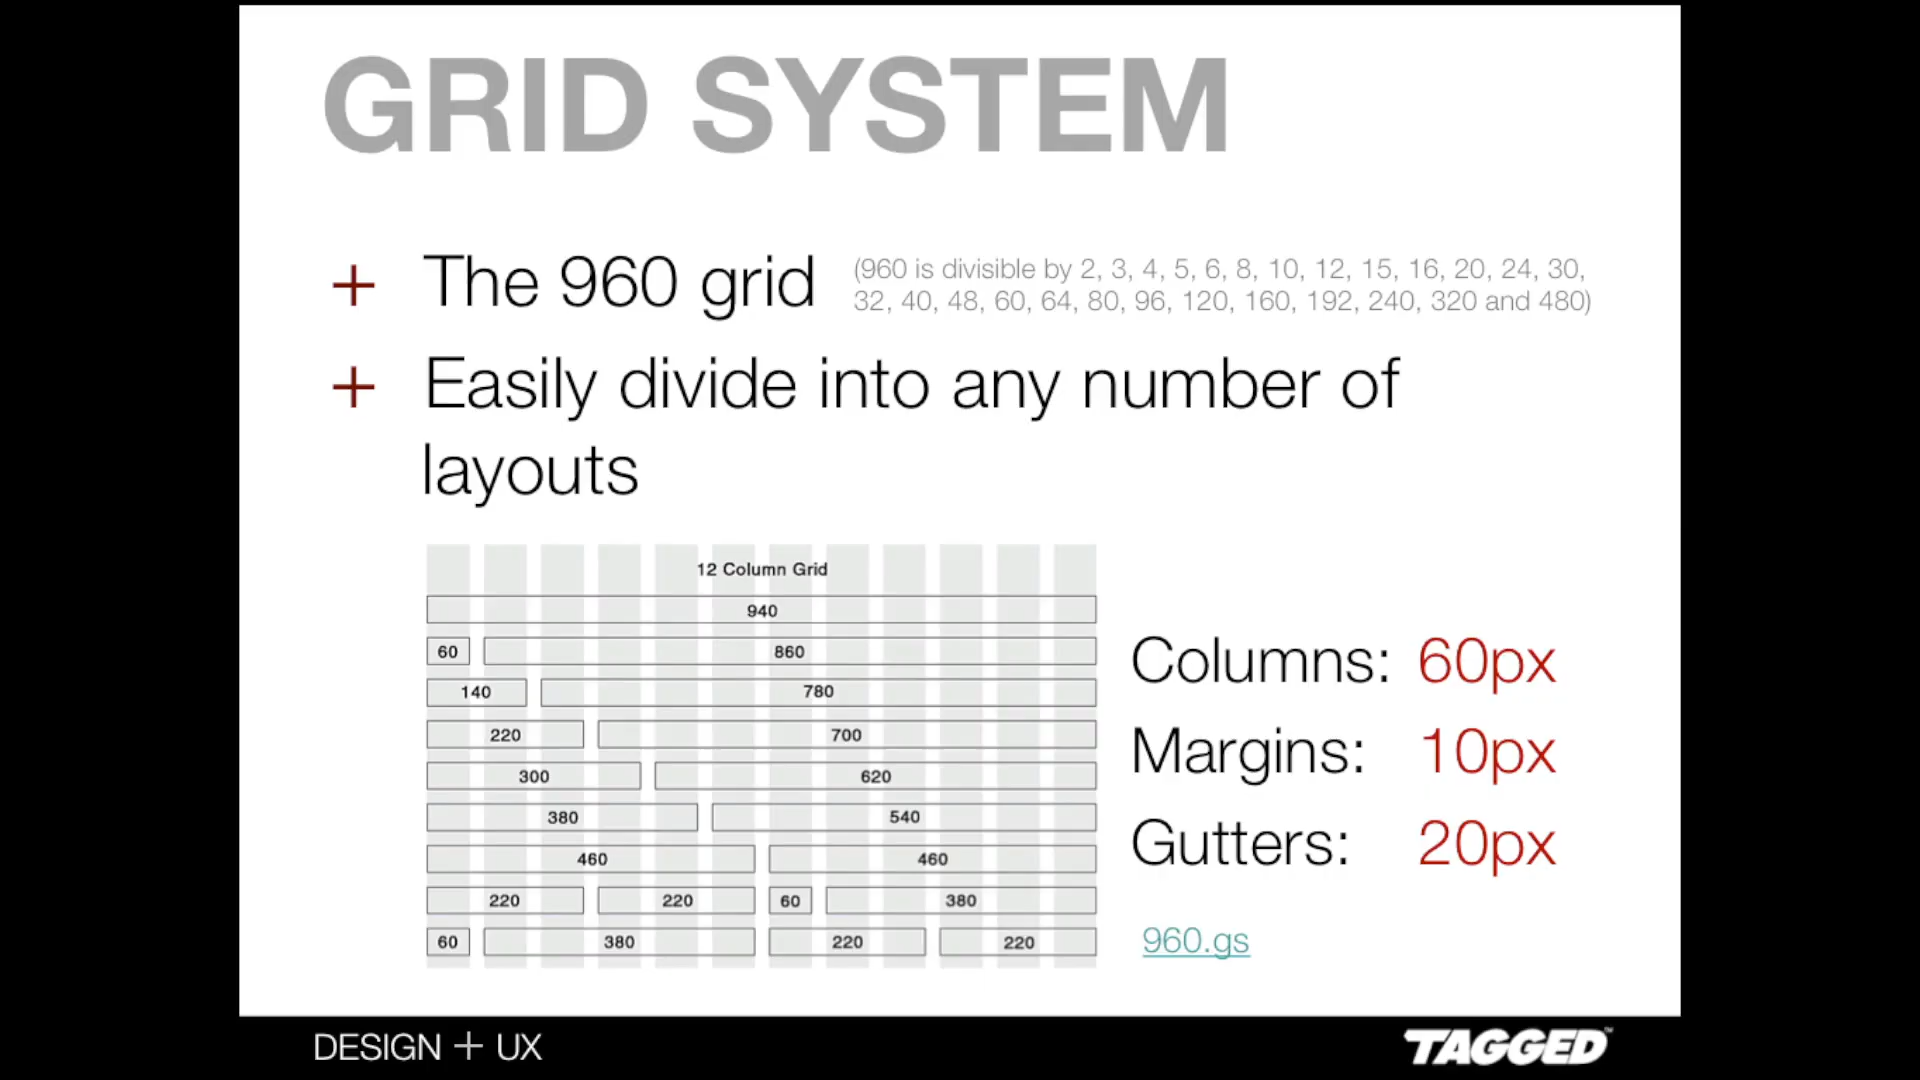 GRID SYSTEM
+ The 960 grid (960 is divisible by 2, 3, 4, 5, 6, 8, 10, 12, 15, 16, 20, 24, 30,
32, 40, 48, 60, 64, 80, 96, 120, 160, 192, 240, 320 and 480)
+ Easily divide into any number of
layouts
12 Column Grid
940
60 860
140 780
220 700
300 620
380 540
460 460
220 220 60 380
60 380 220 220
Columns: 60px
Margins: 10px
Gutters: 20px
960.gs
DESIGN + UX
TAGGED™